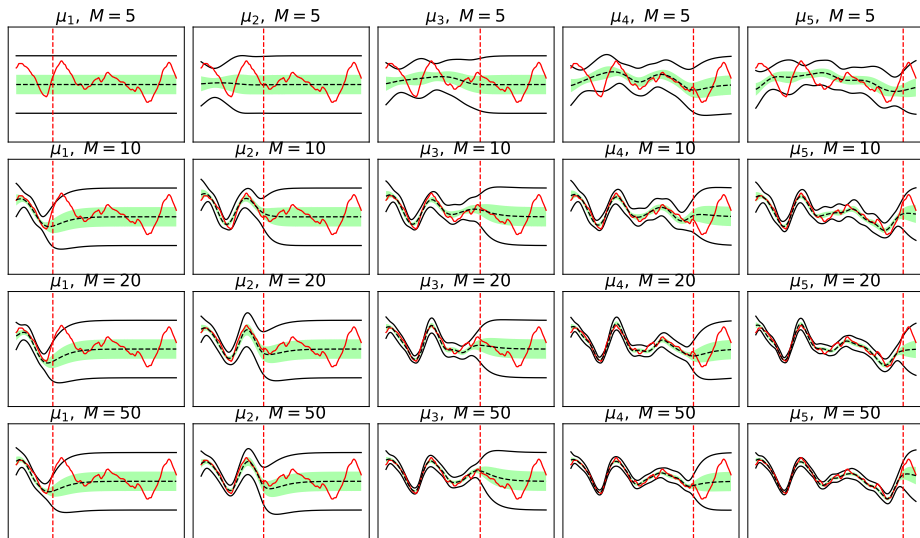 μ₁, M = 5
μ₂, M = 5
μ₃, M = 5
μ₄, M = 5
μ₅, M = 5
μ₁, M = 10
μ₂, M = 10
μ₃, M = 10
μ₄, M = 10
μ₅, M = 10
μ₁, M = 20
μ₂, M = 20
μ₃, M = 20
μ₄, M = 20
μ₅, M = 20
μ₁, M = 50
μ₂, M = 50
μ₃, M = 50
μ₄, M = 50
μ₅, M = 50